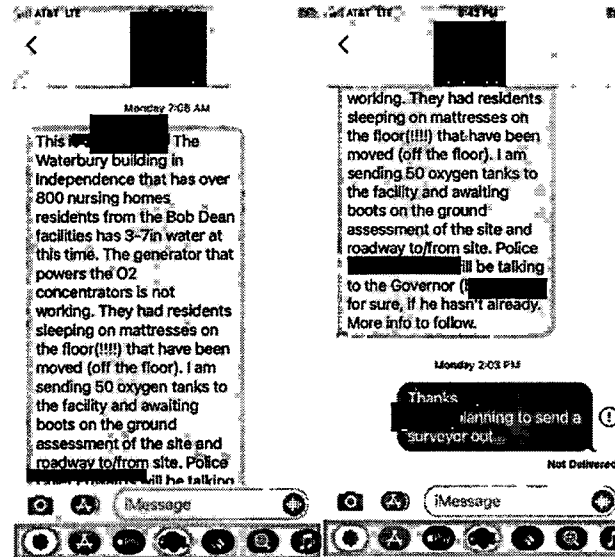 AT&T LTE
Monday 7:05 AM
This The
Waterbury building in
Independence that has over
800 nursing homes
residents from the Bob Dean
facilities has 3-7in water at
this time. The generator that
powers the O2
concentrators is not
working. They had residents
sleeping on mattresses on
the floor(!!!!) that have been
moved (off the floor). I am
sending 50 oxygen tanks to
the facility and awaiting
boots on the ground
assessment of the site and
roadway to/from site. Police
will be talking
iMessage
AT&T LTE
8:43 PM
working. They had residents
sleeping on mattresses on
the floor(!!!!) that have been
moved (off the floor). I am
sending 50 oxygen tanks to
the facility and awaiting
boots on the ground
assessment of the site and
roadway to/from site. Police
ill be talking
to the Governor (
for sure, if he hasn't already.
More info to follow.
Monday 2:03 PM
Thanks
lanning to send a
surveyor out...
Not Delivered
iMessage